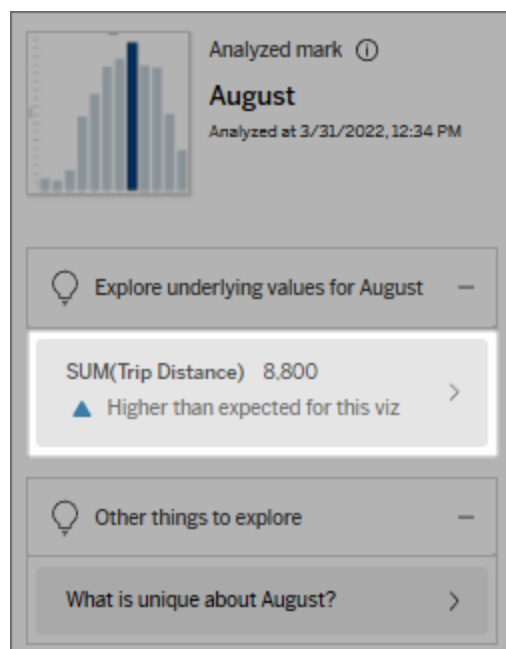 Analyzed mark
August
Analyzed at 3/31/2022, 12:34 PM
Explore underlying values for August
SUM(Trip Distance) 8,800
Higher than expected for this viz
Other things to explore
What is unique about August?